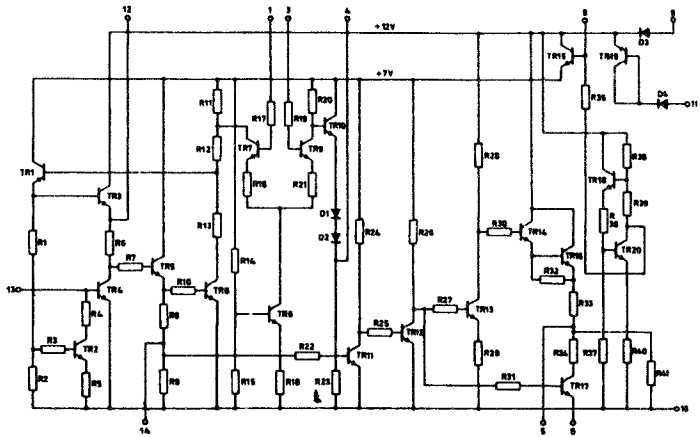 12 1 3 4 8 9
+12V
TR15 TR19 D3
+7V
R11 R17 R19 R20 R35 D4 11
TR10
R12 TR7 TR9 R28 R36
TR1 TR18
TR3 R16 R21 R39
D1
R1 R6 R13 D2 R24 R26 R30 TR14 R38 TR20
R7 TR5 R14 TR16
13 TR4 R10 TR8 R32
R4 R8 TR6 R27 TR13 R33
R3 TR2 R22 TR11 R25 TR12
R29 R34 R37 R40
R2 R5 R9 R15 R18 R23 R31 TR17 R41
10
14 5 6